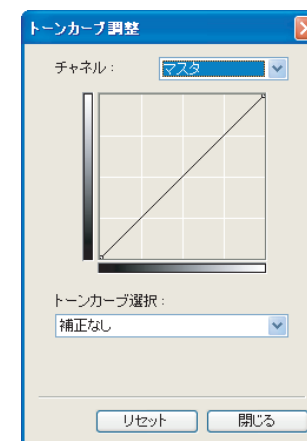 トーンカーブ調整
チャネル： マスタ
トーンカーブ選択：
補正なし
リセット 閉じる